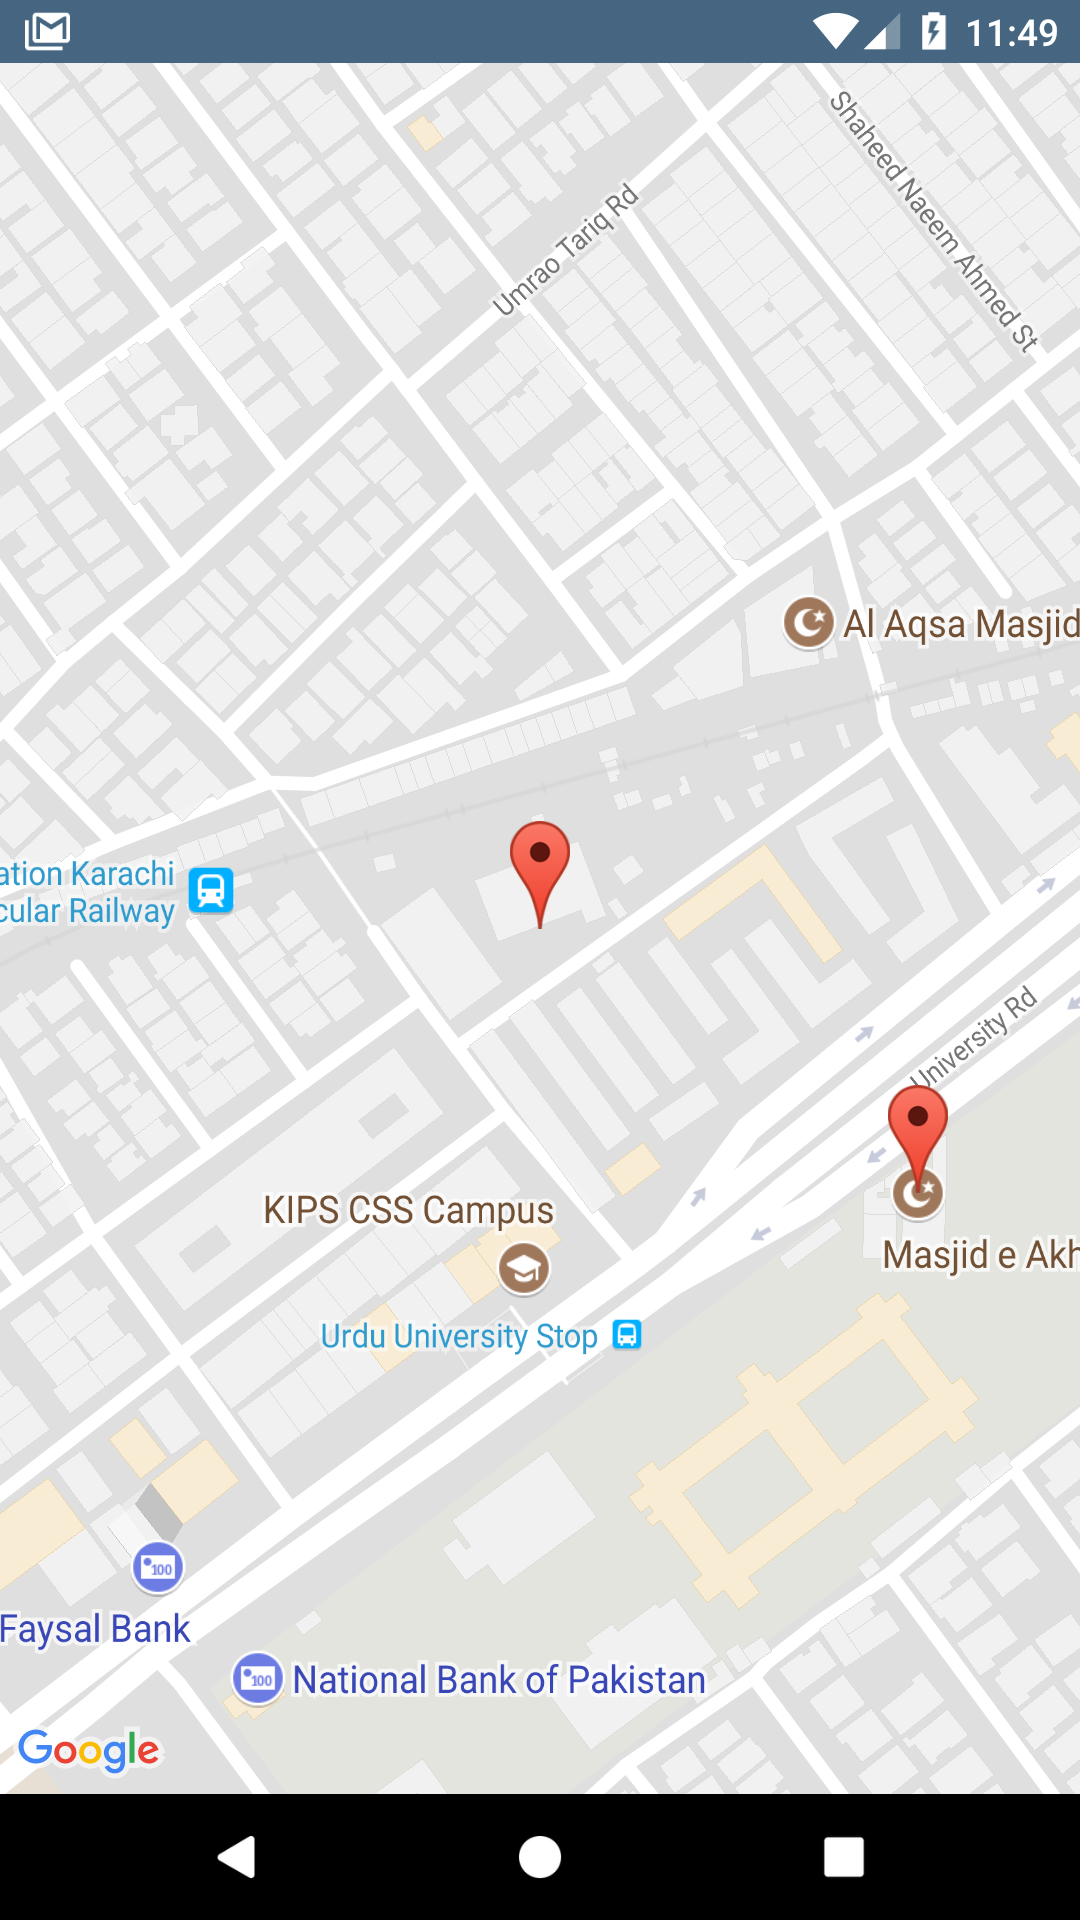 11:49
Shaheed Naeem Ahmed St
Umrao Tariq Rd
Al Aqsa Masjid
ation Karachi
cular Railway
University Rd
KIPS CSS Campus
Masjid e Akh
Urdu University Stop
100
Faysal Bank
100
National Bank of Pakistan
Google